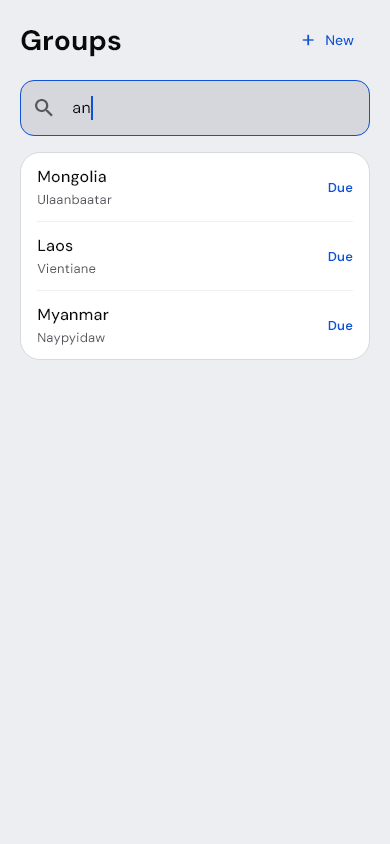 Groups
New
an
Mongolia
Ulaanbaatar
Due
Laos
Vientiane
Due
Myanmar
Naypyidaw
Due